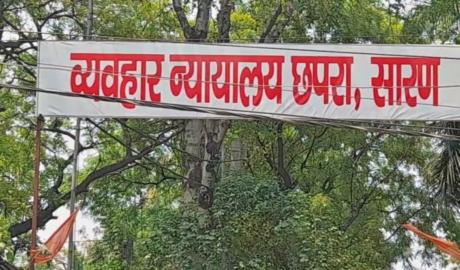 व्यवहार न्यायालय छपरा, सारण